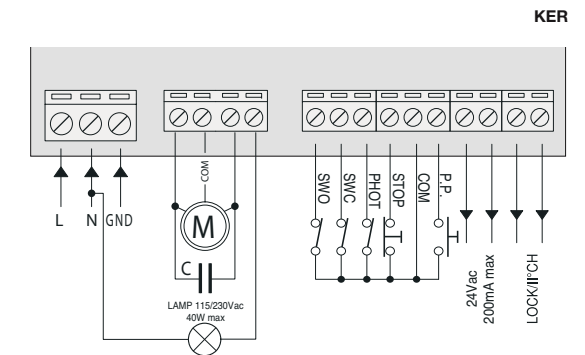 KER
L
N
GND
COM
M
C
LAMP 115/230Vac
40W max
SWO
SWC
PHOT
STOP
COM
P.P.
24Vac
200mA max
LOCK/II°CH